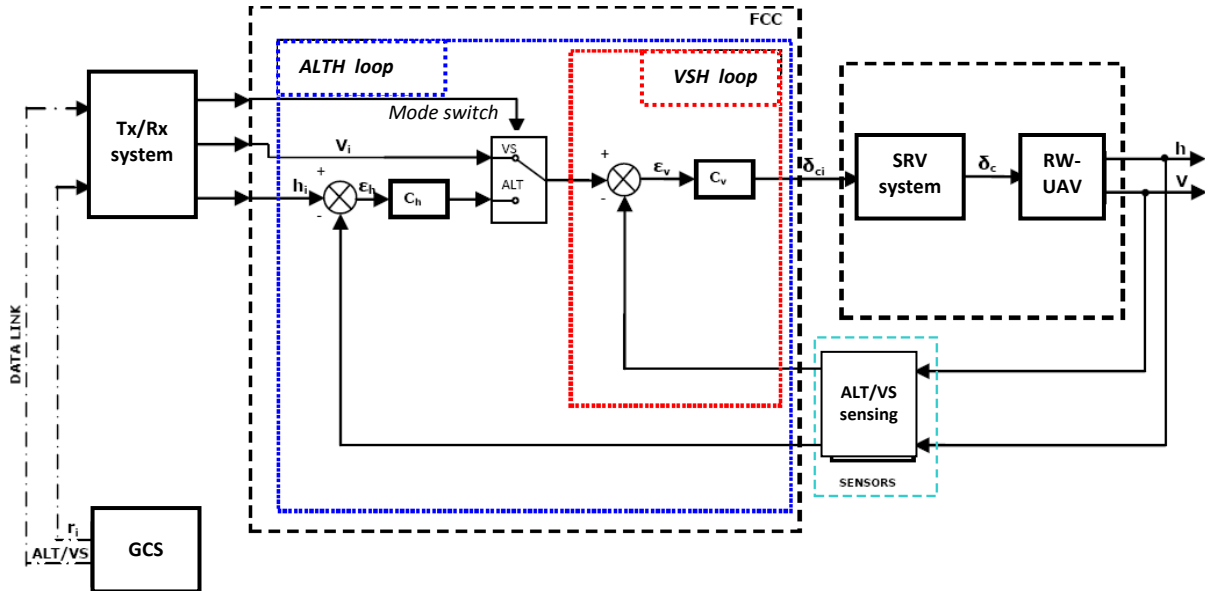 FCC
ALTH loop
VSH loop
Mode switch
Tx/Rx
system
Vᵢ
VS
ALT
hᵢ
+
-
εₕ
Cₕ
+
-
εᵥ
Cᵥ
δcᵢ
SRV
system
δc
RW-
UAV
h
V
DATA LINK
ALT/VS
sensing
SENSORS
rᵢ
ALT/VS
GCS